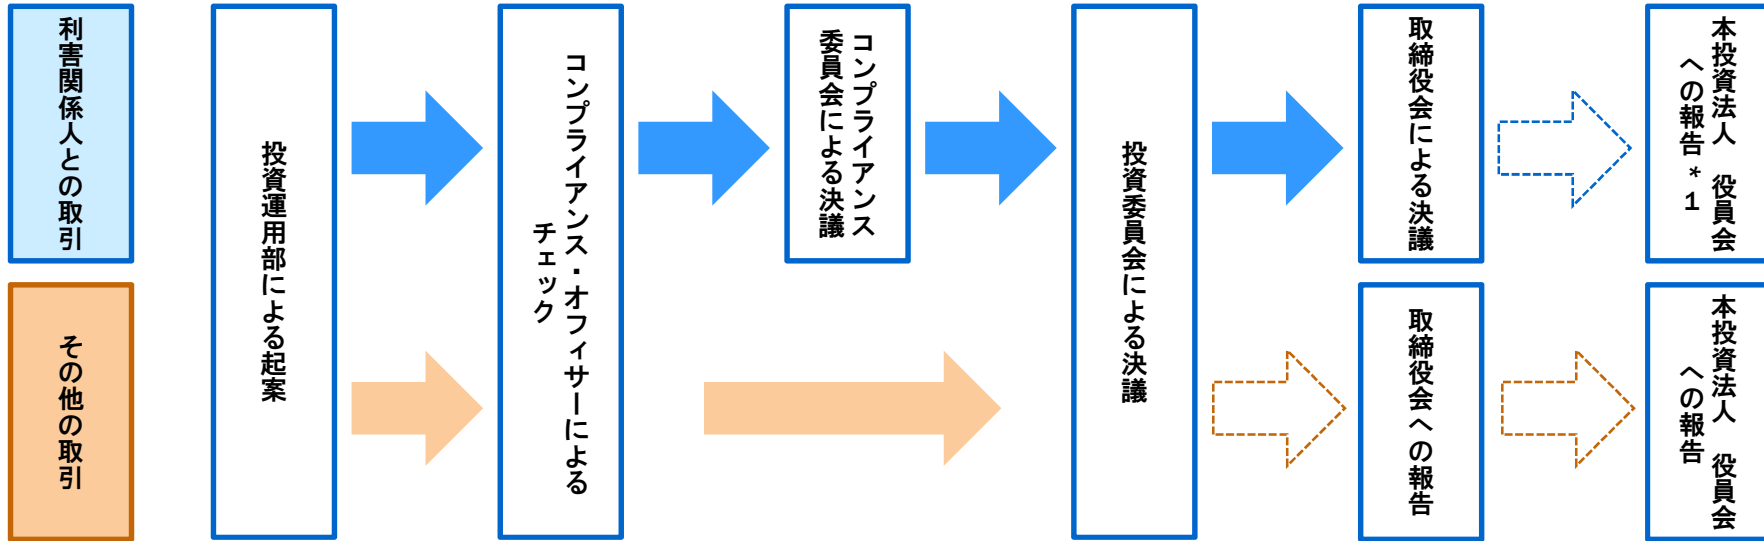 利害関係人との取引
投資運用部による起案
コンプライアンス・オフィサーによる
チェック
コンプライアンス
委員会による決議
投資委員会による決議
取締役会による決議
本投資法人　役員会
への報告*1
その他の取引
取締役会への報告
本投資法人　役員会
への報告